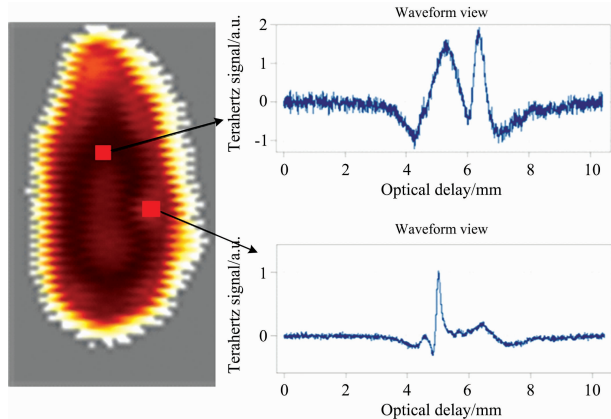 Waveform view
Terahertz signal/a.u.
2
1
0
-1
0 2 4 6 8 10
Optical delay/mm
Waveform view
Terahertz signal/a.u.
1
0
0 2 4 6 8 10
Optical delay/mm